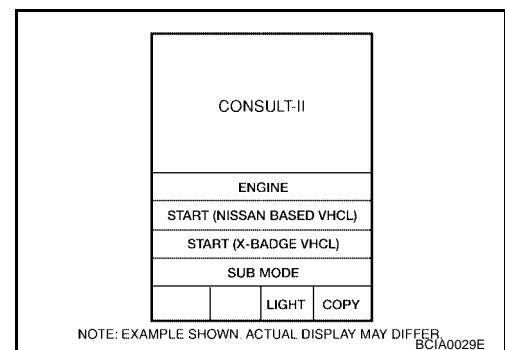 CONSULT-II
ENGINE
START (NISSAN BASED VHCL)
START (X-BADGE VHCL)
SUB MODE
LIGHT COPY
NOTE: EXAMPLE SHOWN. ACTUAL DISPLAY MAY DIFFER.
BCIA0029E